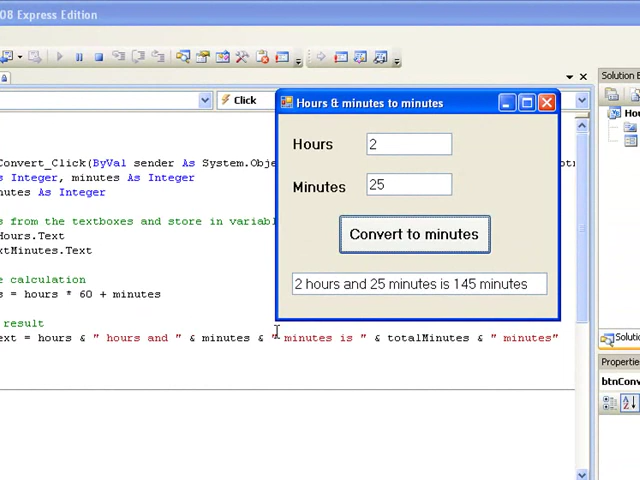 08 Express Edition
Solution E
Click
Hours & minutes to minutes
Hours
2
Minutes
25
Convert to minutes
2 hours and 25 minutes is 145 minutes
Hou
Convert_Click(ByVal sender As System.Obje
s Integer, minutes As Integer
nutes As Integer
s from the textboxes and store in variab
Hours.Text
xtMinutes.Text
e calculation
s = hours * 60 + minutes
result
ext = hours & " hours and " & minutes & " minutes is " & totalMinutes & " minutes"
Solutio
Properties
btnConv